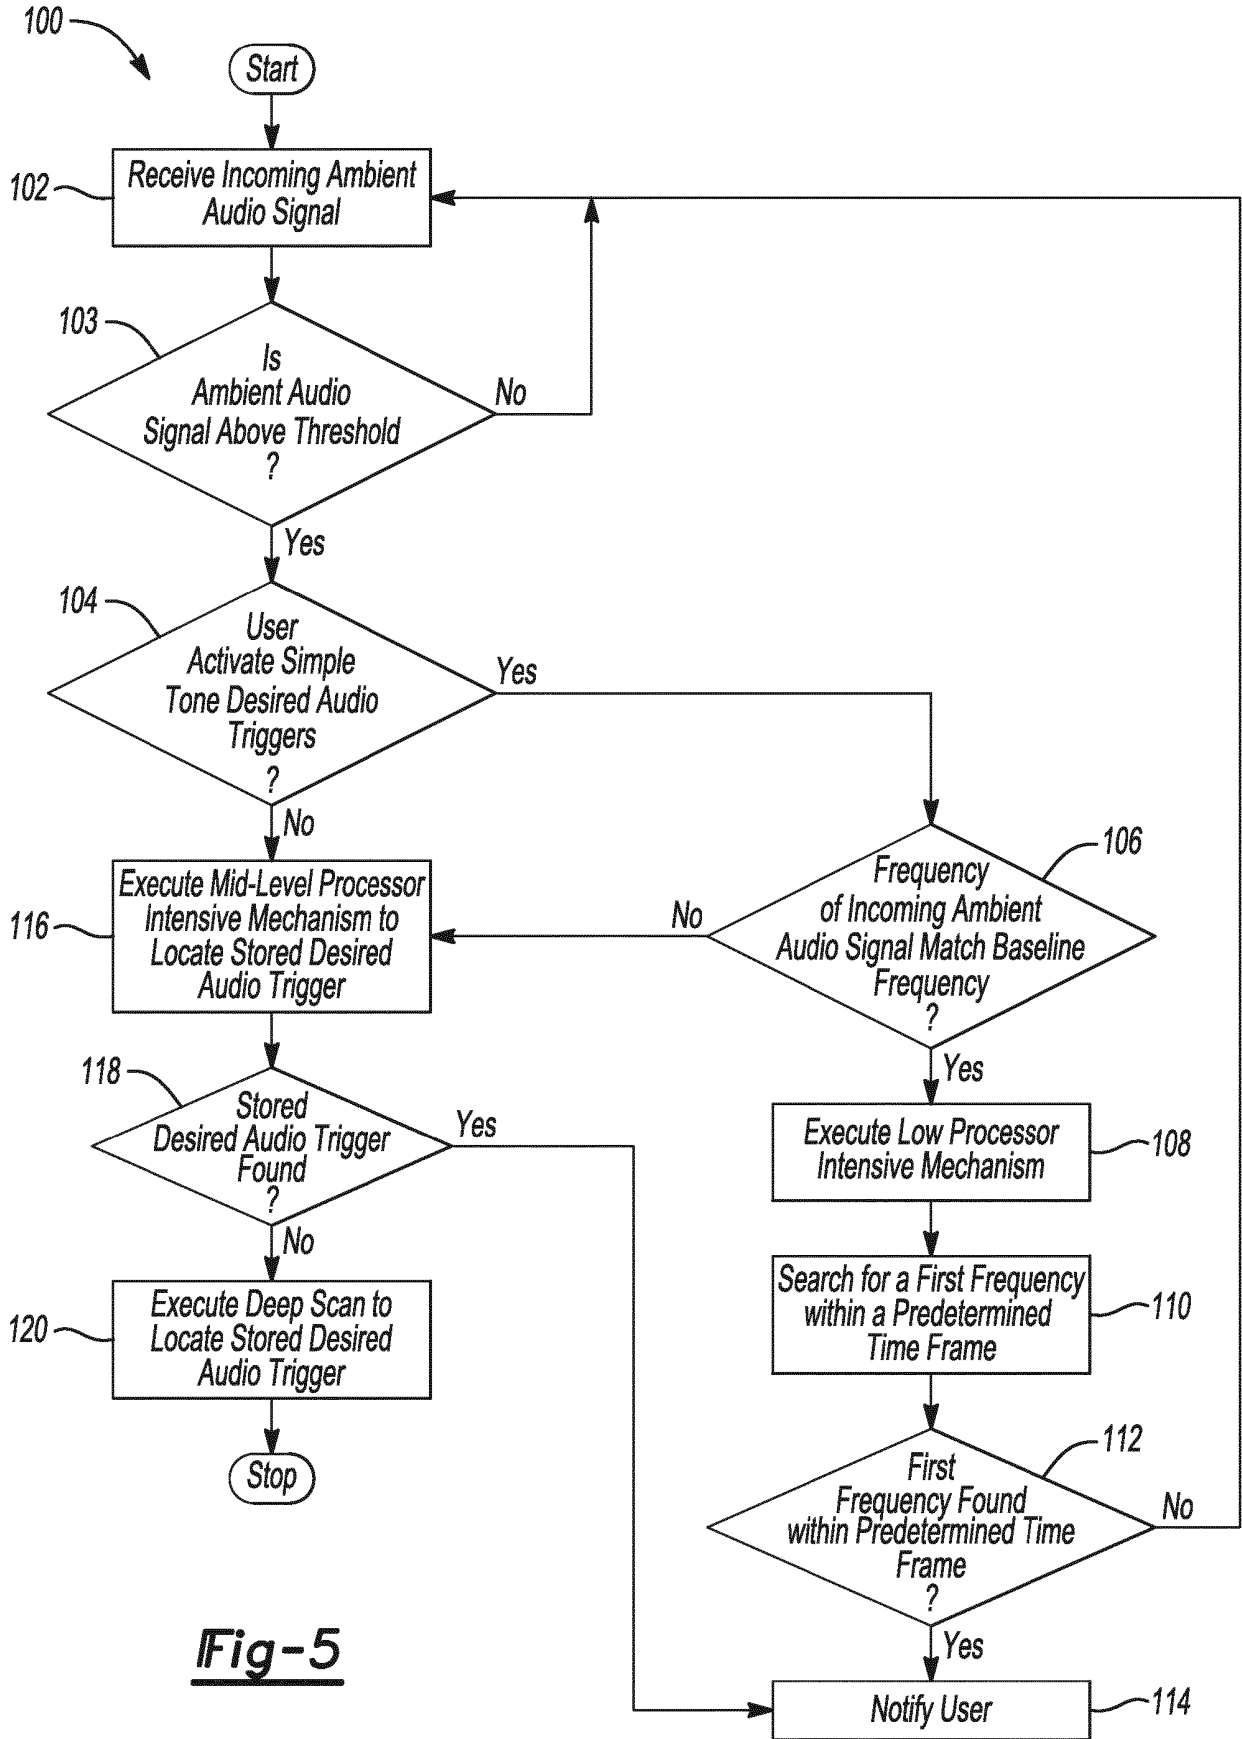 100
Start
102
Receive Incoming Ambient
Audio Signal
103
Is
Ambient Audio
Signal Above Threshold
?
No
Yes
104
User
Activate Simple
Tone Desired Audio
Triggers
?
Yes
No
106
Frequency
of Incoming Ambient
Audio Signal Match Baseline
Frequency
?
No
Yes
116
Execute Mid-Level Processor
Intensive Mechanism to
Locate Stored Desired
Audio Trigger
118
Stored
Desired Audio Trigger
Found
?
Yes
No
Execute Low Processor
Intensive Mechanism
108
Search for a First Frequency
within a Predetermined
Time Frame
110
120
Execute Deep Scan to
Locate Stored Desired
Audio Trigger
Stop
112
First
Frequency Found
within Predetermined Time
Frame
?
No
Yes
Notify User
114
Fig-5